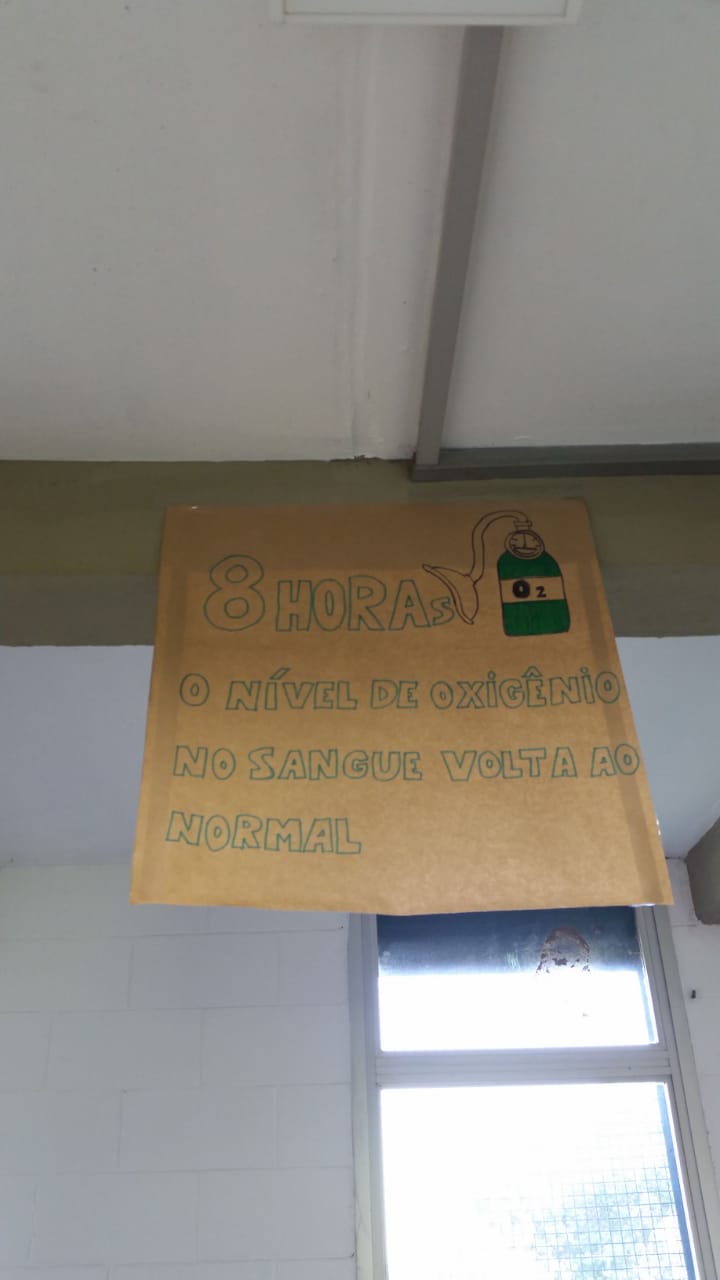 8 HORAS
O2
O NÍVEL DE OXIGÊNIO
NO SANGUE VOLTA AO
NORMAL